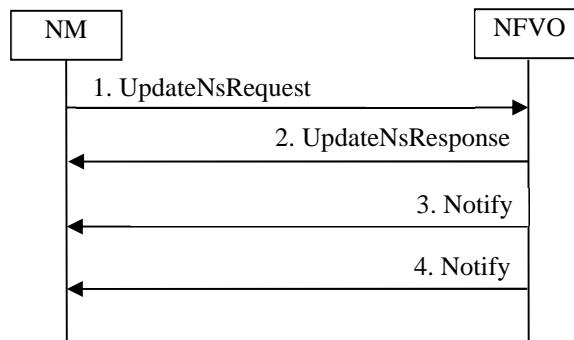 NM
NFVO
1. UpdateNsRequest
2. UpdateNsResponse
3. Notify
4. Notify